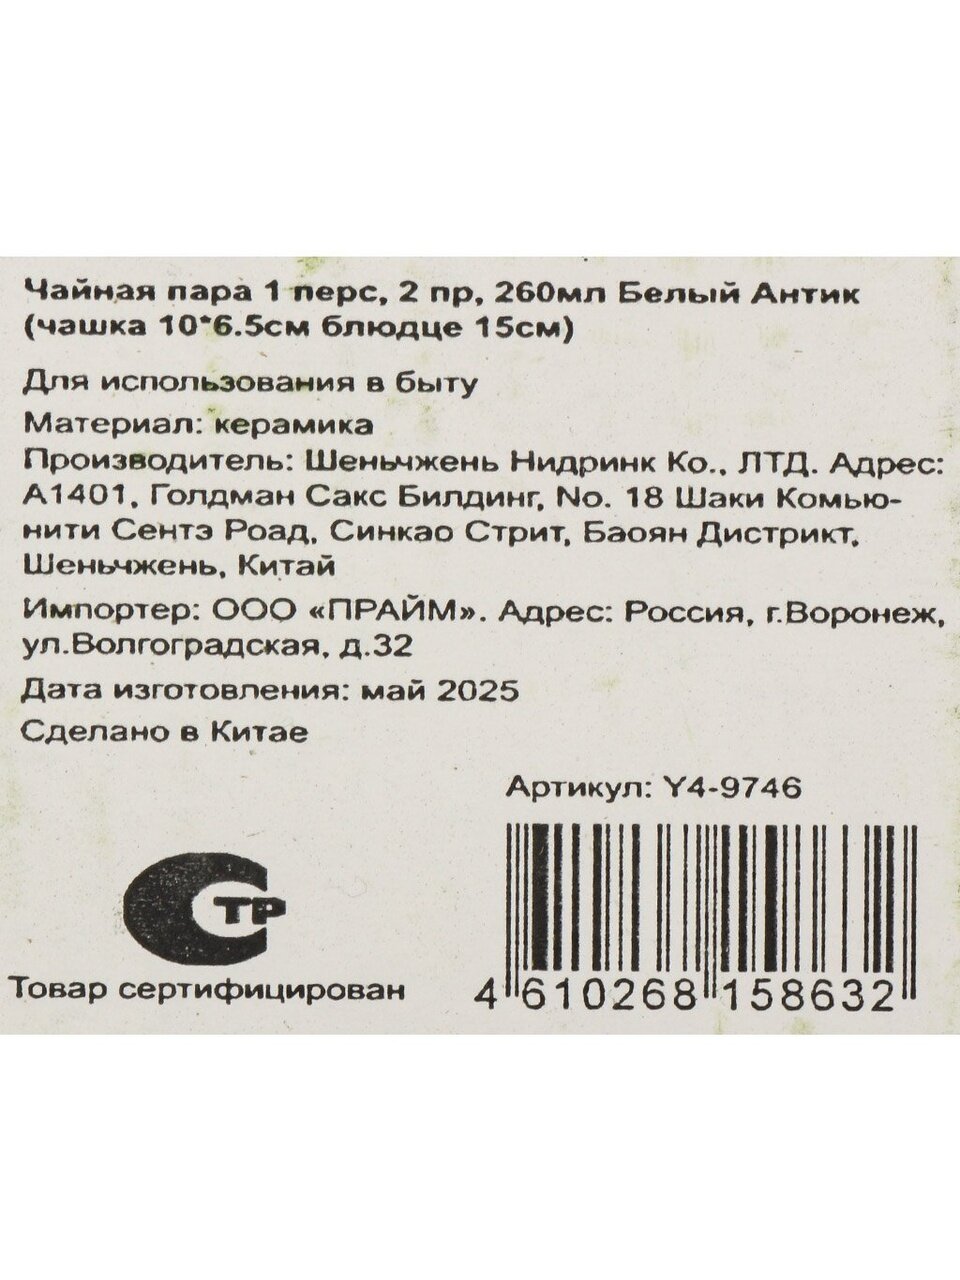 Чайная пара 1 перс, 2 пр, 260мл Белый Антик
(чашка 10*6.5см блюдце 15см)
Для использования в быту
Материал: керамика
Производитель: Шеньчжень Нидринк Ко., ЛТД. Адрес:
А1401, Голдман Сакс Билдинг, No. 18 Шаки Комью-
нити Сентэ Роад, Синкао Стрит, Баоян Дистрикт,
Шеньчжень, Китай
Импортер: ООО «ПРАЙМ». Адрес: Россия, г.Воронеж,
ул.Волгоградская, д.32
Дата изготовления: май 2025
Сделано в Китае
Артикул: Y4-9746
СТР
Товар сертифицирован
4 610268 158632